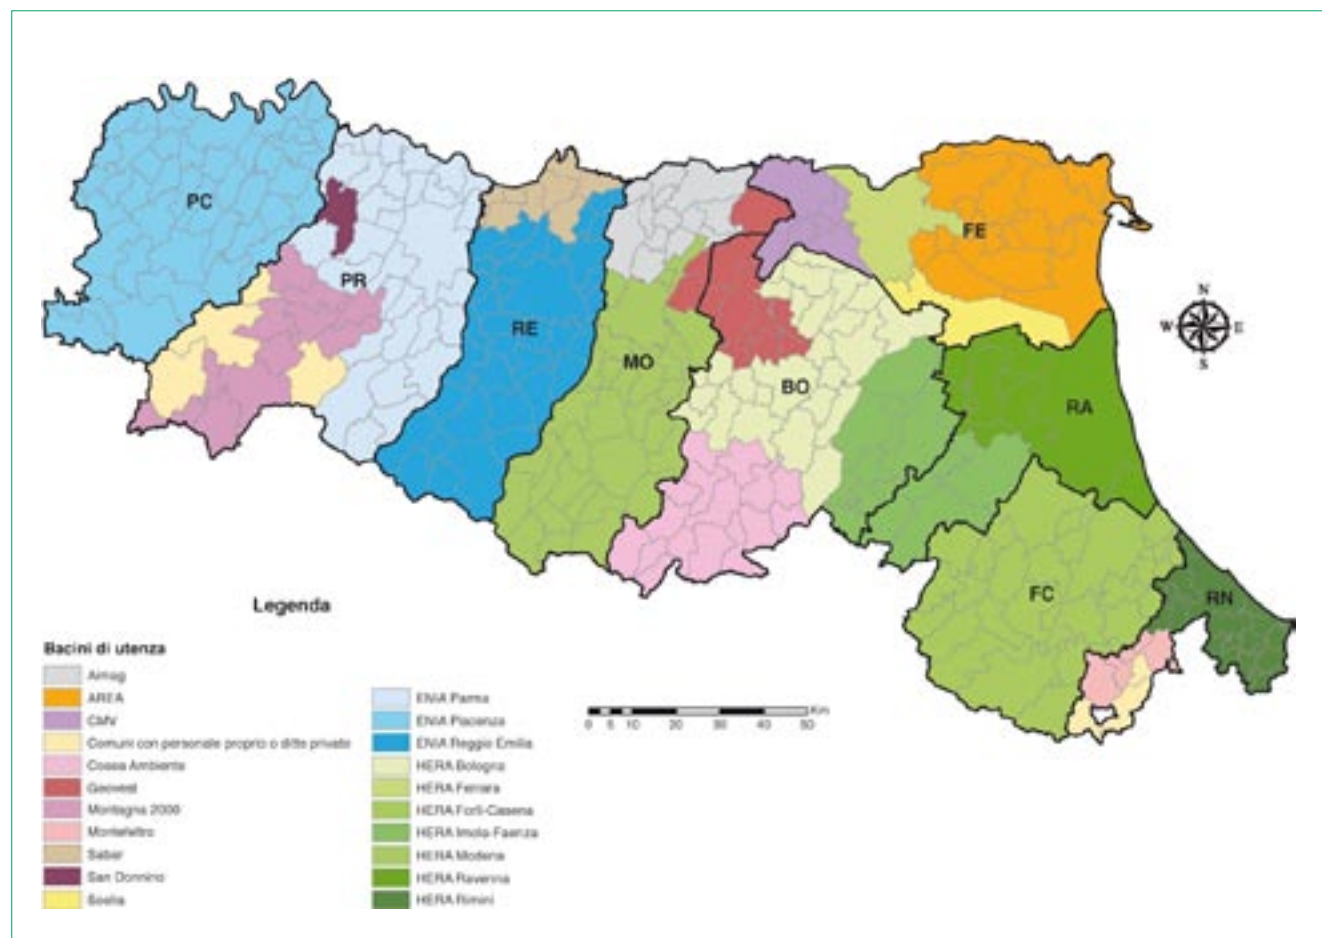 PC
PR
RE
MO
BO
FE
RA
FC
RN
N
W E
S
Legenda
Bacini di utenza
Aimag
AREA
CMV
Comuni con personale proprio o ditte private
Cosea Ambiente
Geovest
Montagna 2000
Montefeltro
Sabar
San Donnino
Soelia
ENIA Parma
ENIA Piacenza
ENIA Reggio Emilia
HERA Bologna
HERA Ferrara
HERA Forlì-Cesena
HERA Imola-Faenza
HERA Modena
HERA Ravenna
HERA Rimini
Km
0 5 10 20 30 40 50